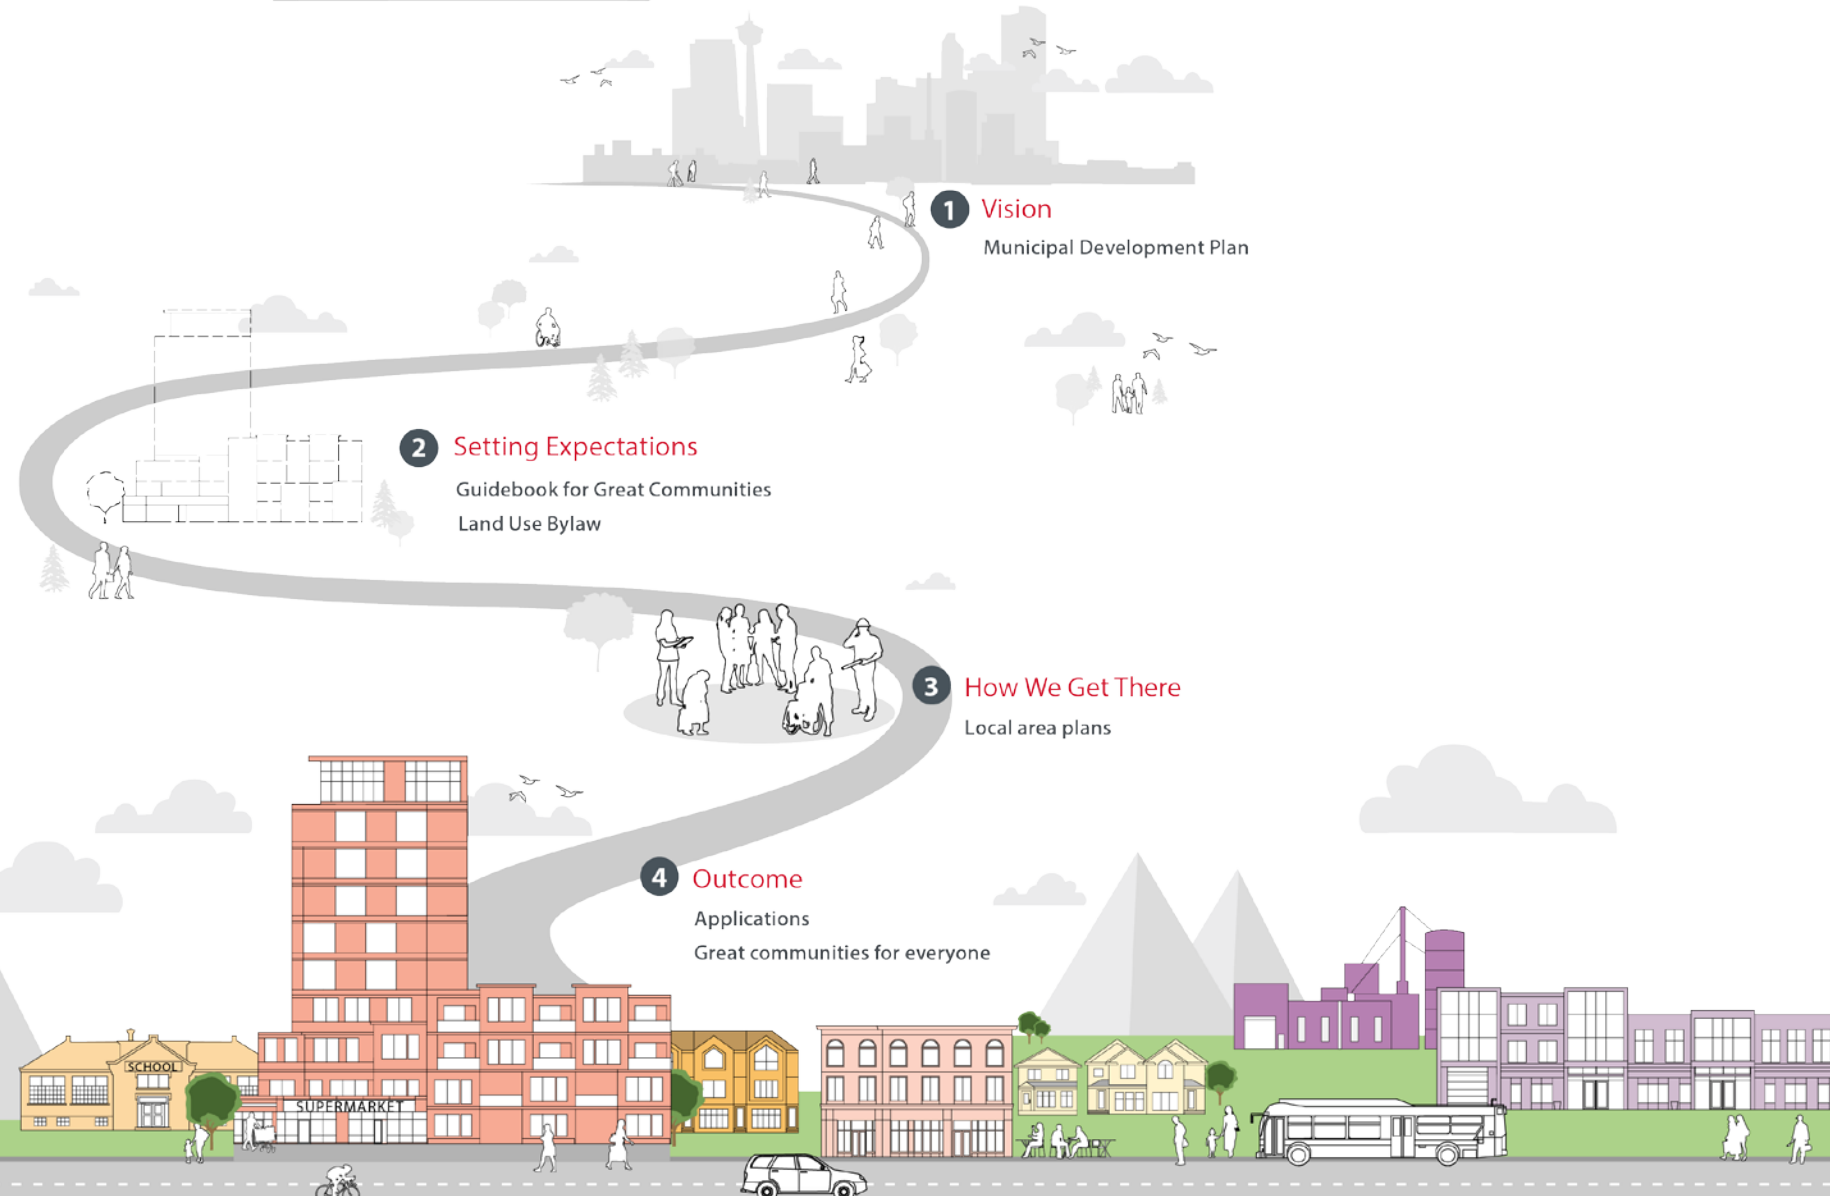 1 Vision
Municipal Development Plan
2 Setting Expectations
Guidebook for Great Communities
Land Use Bylaw
3 How We Get There
Local area plans
4 Outcome
Applications
Great communities for everyone
SCHOOL
SUPERMARKET